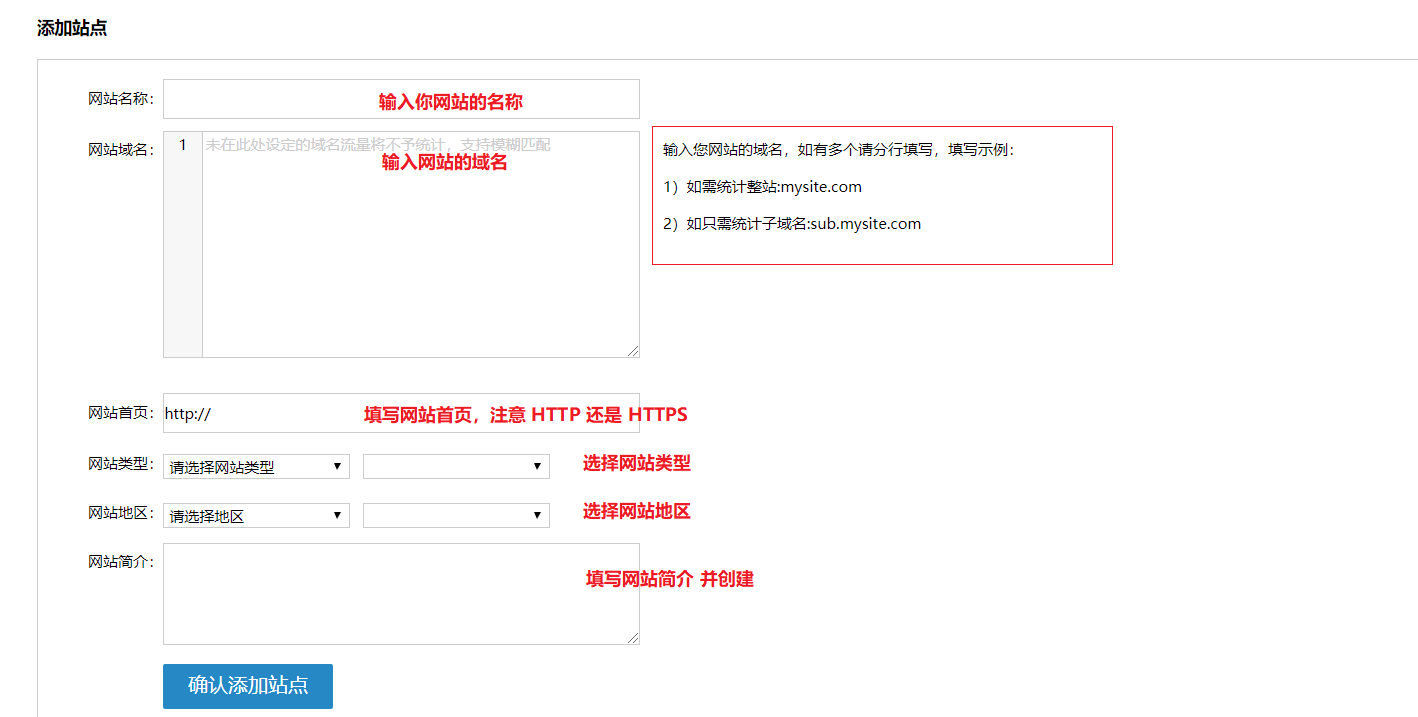 添加站点
网站名称：
输入你网站的名称
网站域名：
1
未在此处设定的域名流量将不予统计，支持模糊匹配
输入网站的域名
输入您网站的域名，如有多个请分行填写，填写示例：
1）如需统计整站:mysite.com
2）如只需统计子域名:sub.mysite.com
网站首页：
http://
填写网站首页，注意 HTTP 还是 HTTPS
网站类型：
请选择网站类型
选择网站类型
网站地区：
请选择地区
选择网站地区
网站简介：
填写网站简介 并创建
确认添加站点